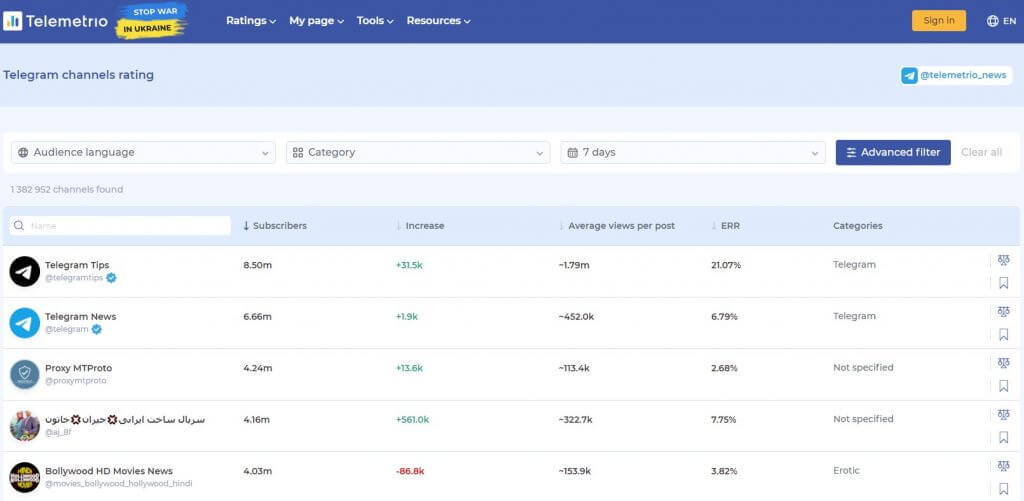 Telemetrio
STOP WAR
IN UKRAINE
Ratings
My page
Tools
Resources
Sign in
EN
Telegram channels rating
@telemetrio_news
Audience language
Category
7 days
Advanced filter
Clear all
1 382 952 channels found
Name
Subscribers
Increase
Average views per post
ERR
Categories
Telegram Tips
@telegramtips
8.50m
+31.5k
~1.79m
21.07%
Telegram
Telegram News
@telegram
6.66m
+1.9k
~452.0k
6.79%
Telegram
Proxy MTProto
@proxymtproto
4.24m
+13.6k
~113.4k
2.68%
Not specified
سریال ساخت ایرانی💢جیران💢خاتون
@aj_8f
4.16m
+561.0k
~322.7k
7.75%
Not specified
Bollywood HD Movies News
@movies_bollywood_hollywood_hindi
4.03m
-86.8k
~153.9k
3.82%
Erotic